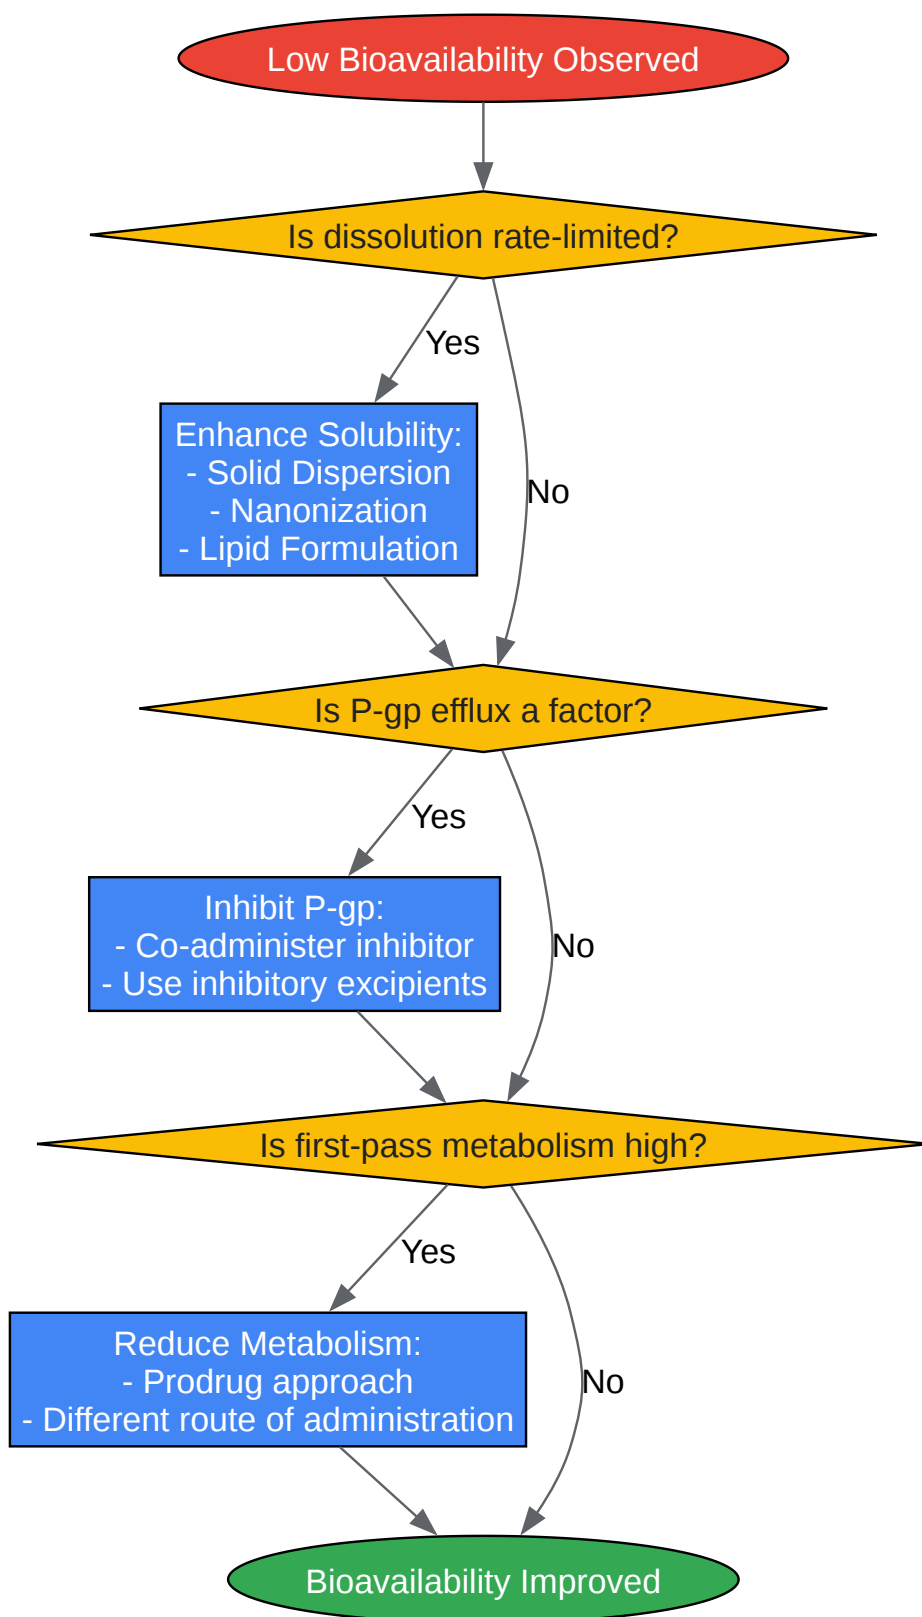 Low Bioavailability Observed
Is dissolution rate-limited?
Yes
Enhance Solubility:
- Solid Dispersion
- Nanonization
- Lipid Formulation
No
Is P-gp efflux a factor?
Yes
Inhibit P-gp:
- Co-administer inhibitor
- Use inhibitory excipients
No
Is first-pass metabolism high?
Yes
Reduce Metabolism:
- Prodrug approach
- Different route of administration
No
Bioavailability Improved